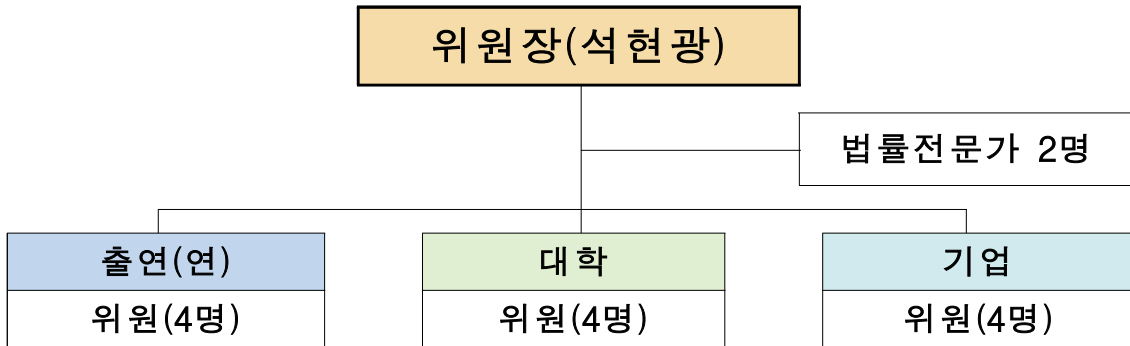 위원장(석현광)
법률전문가 2명
출연(연)
대학
기업
위원(4명)
위원(4명)
위원(4명)